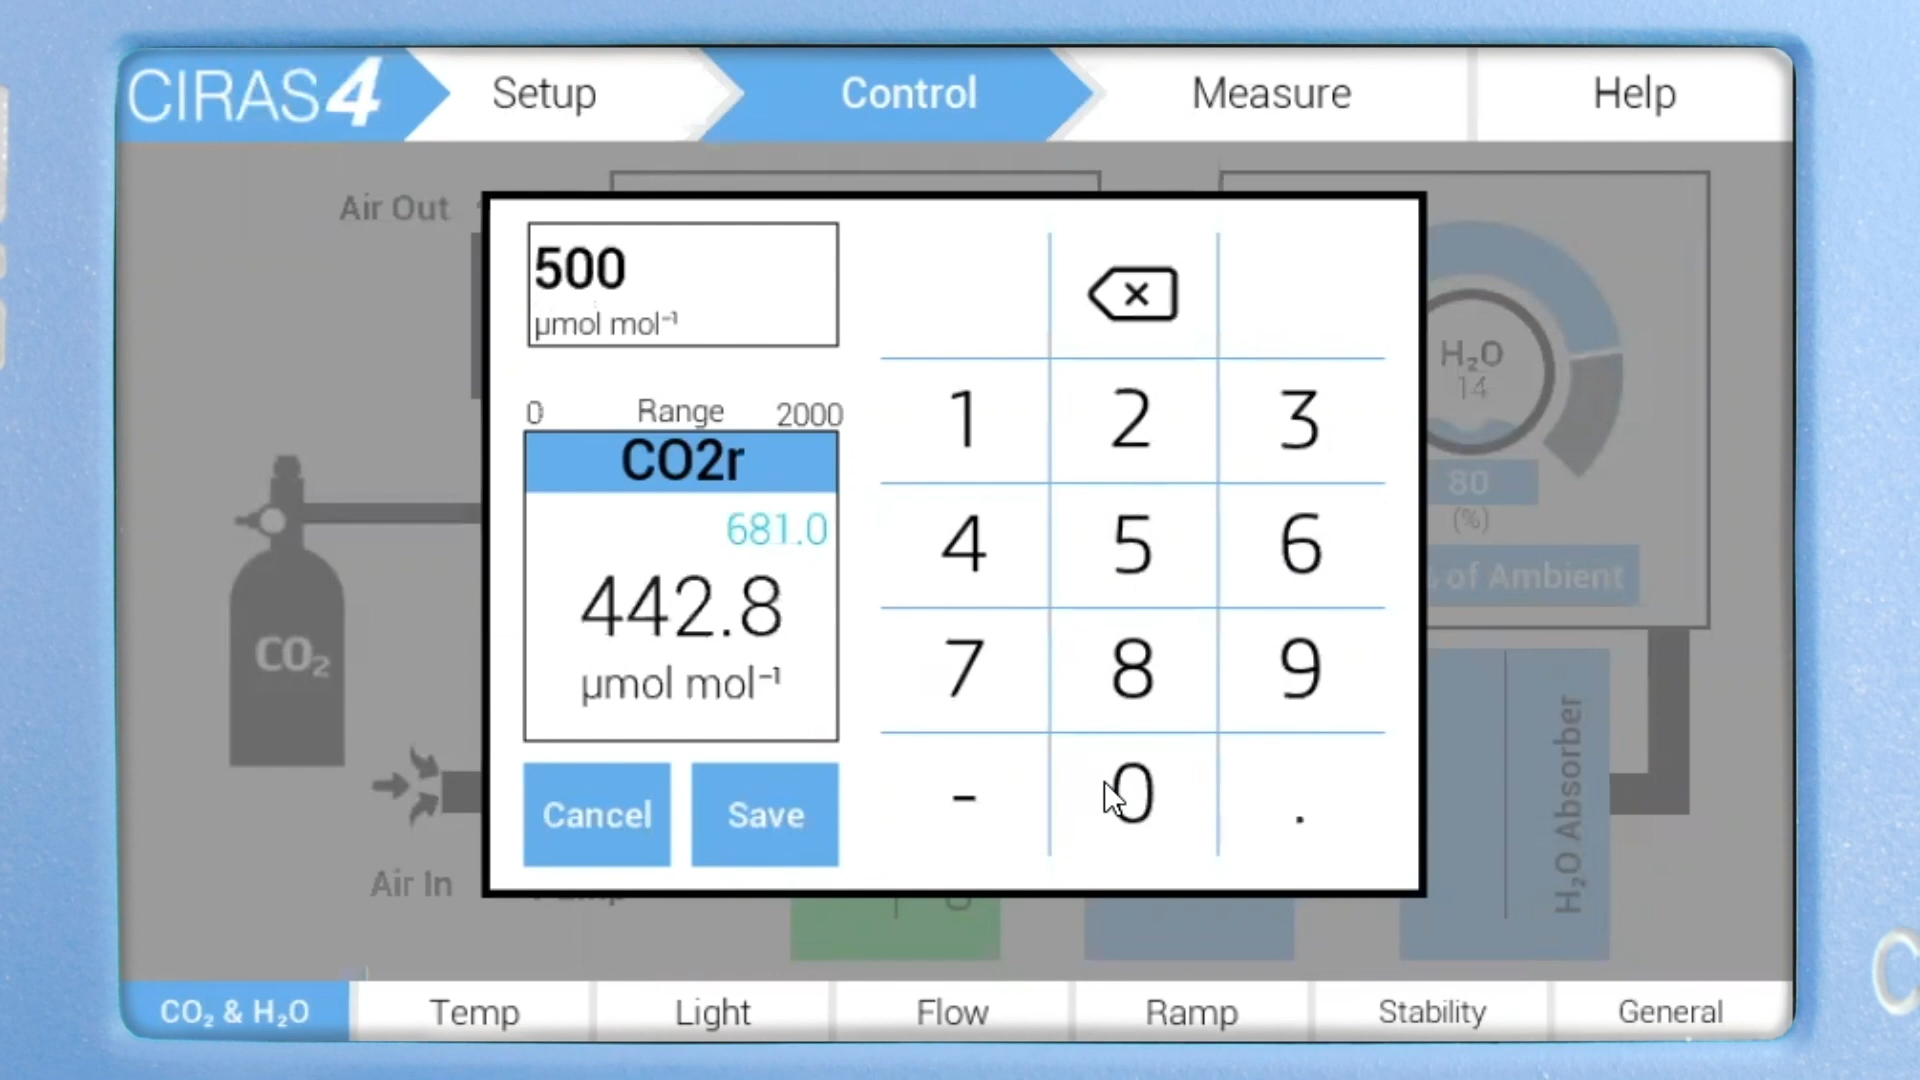 CIRAS4
Setup
Control
Measure
Help
Air Out
500
µmol mol⁻¹
0 Range 2000
CO2r
681.0
442.8
µmol mol⁻¹
Cancel
Save
1 2 3
4 5 6
7 8 9
- 0 .
H₂O
14
80
(%)
of Ambient
CO₂
Air In
H₂O Absorber
CO₂ & H₂O
Temp
Light
Flow
Ramp
Stability
General